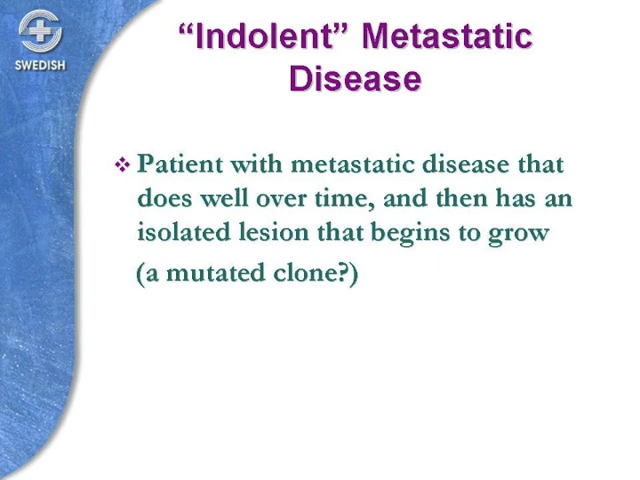 SWEDISH
“Indolent” Metastatic
Disease
Patient with metastatic disease that
does well over time, and then has an
isolated lesion that begins to grow
(a mutated clone?)